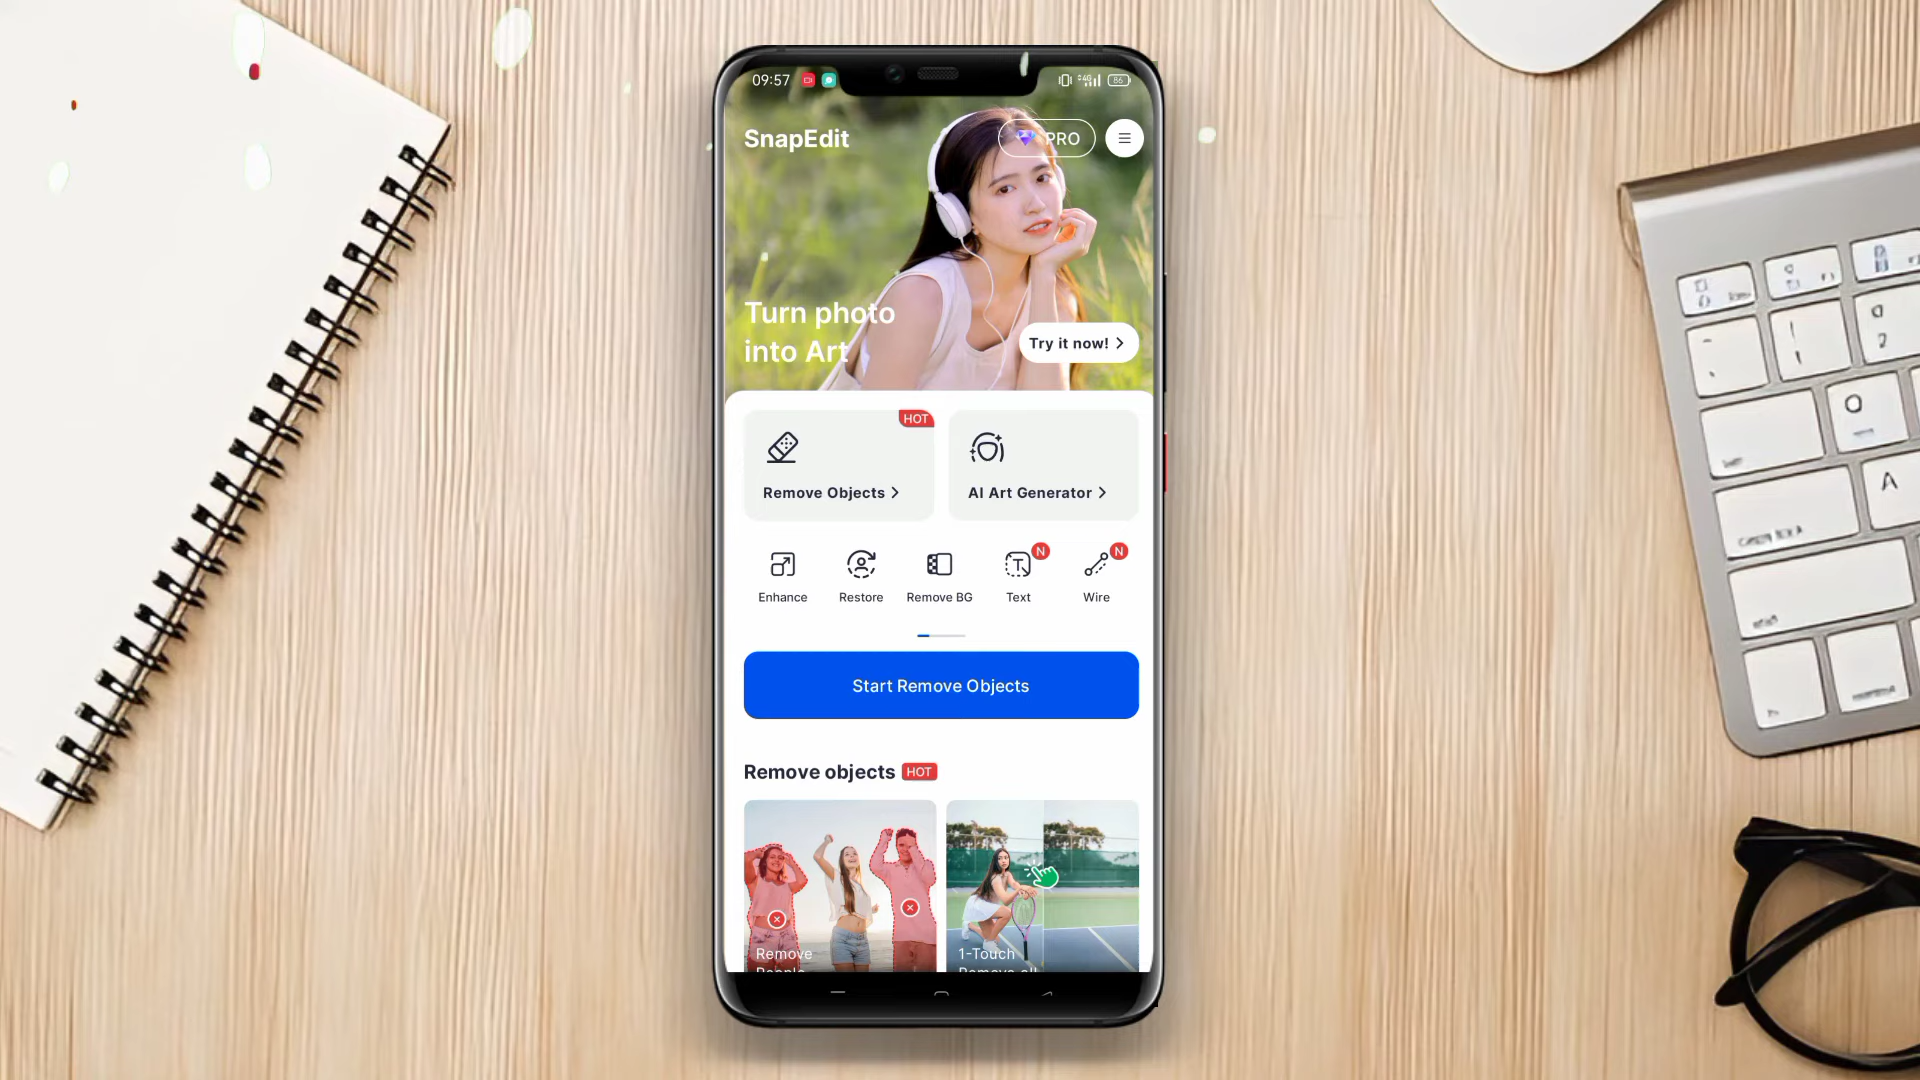 09:57
86
SnapEdit
PRO
Turn photo
into Art
Try it now!
HOT
Remove Objects
AI Art Generator
N
N
Enhance
Restore
Remove BG
Text
Wire
Start Remove Objects
Remove objects HOT
Remove
People
1-Touch
Remove all